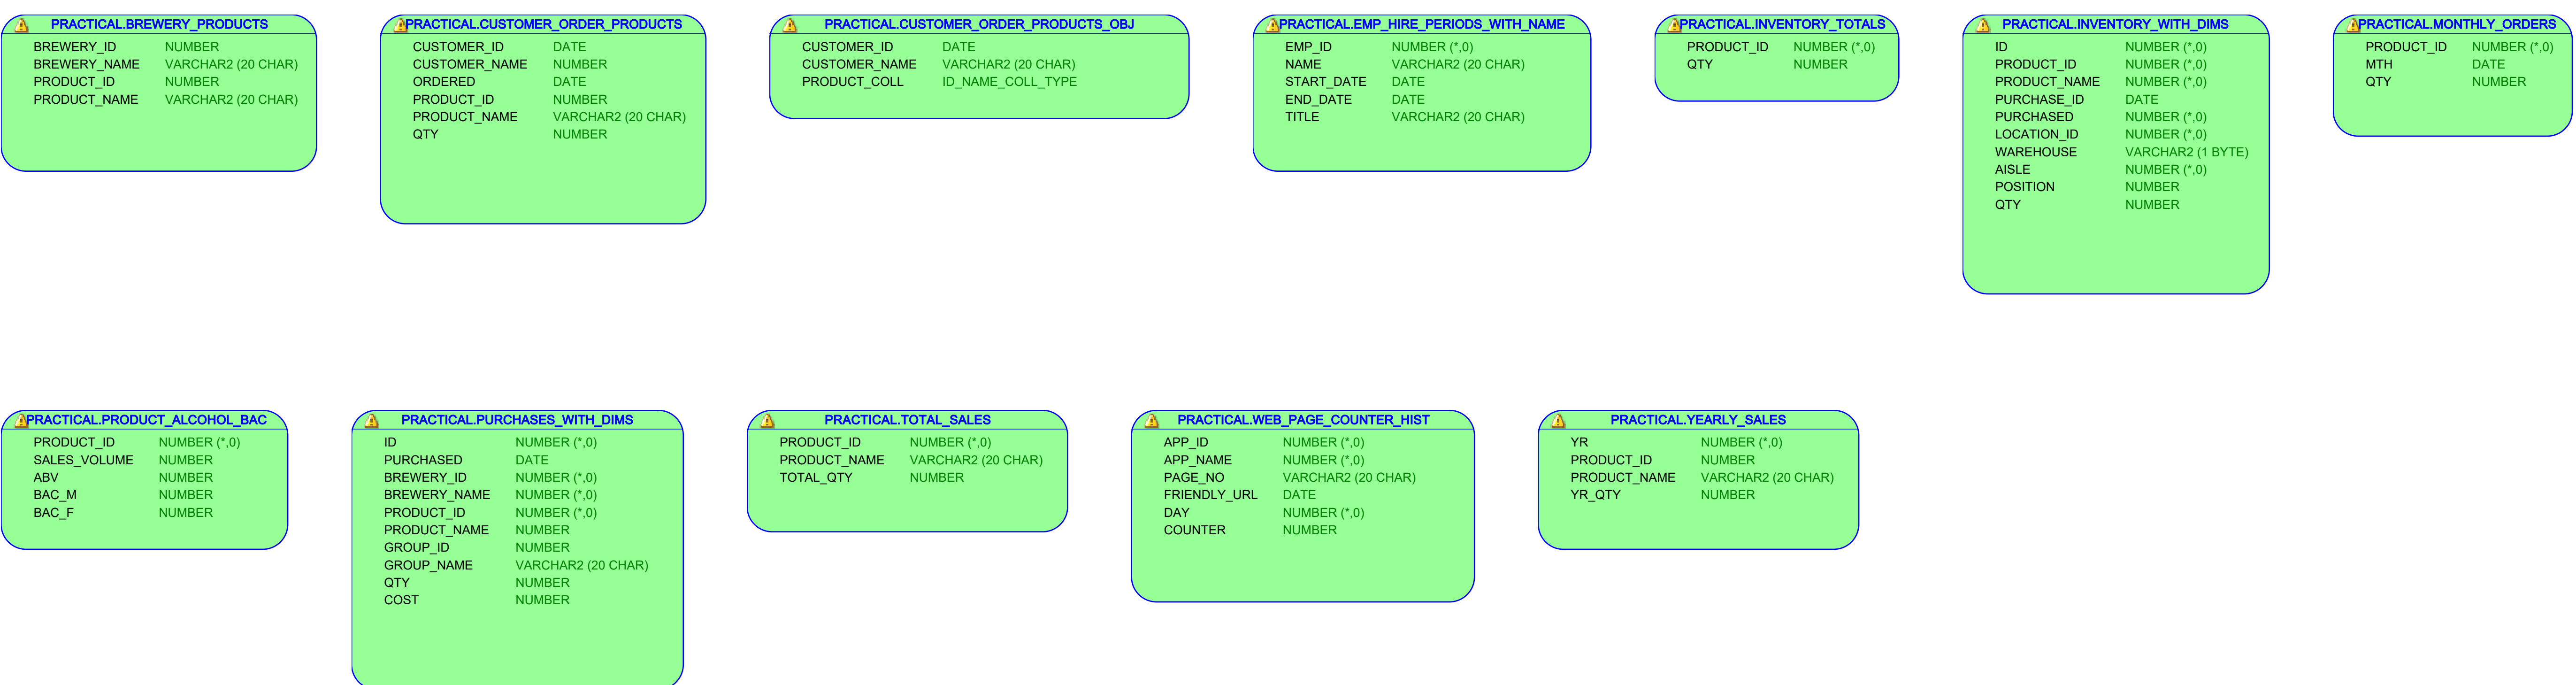 PRACTICAL.BREWERY_PRODUCTS
BREWERY_ID NUMBER
BREWERY_NAME VARCHAR2 (20 CHAR)
PRODUCT_ID NUMBER
PRODUCT_NAME VARCHAR2 (20 CHAR)
PRACTICAL.CUSTOMER_ORDER_PRODUCTS
CUSTOMER_ID DATE
CUSTOMER_NAME NUMBER
ORDERED DATE
PRODUCT_ID NUMBER
PRODUCT_NAME VARCHAR2 (20 CHAR)
QTY NUMBER
PRACTICAL.CUSTOMER_ORDER_PRODUCTS_OBJ
CUSTOMER_ID DATE
CUSTOMER_NAME VARCHAR2 (20 CHAR)
PRODUCT_COLL ID_NAME_COLL_TYPE
PRACTICAL.EMP_HIRE_PERIODS_WITH_NAME
EMP_ID NUMBER (*,0)
NAME VARCHAR2 (20 CHAR)
START_DATE DATE
END_DATE DATE
TITLE VARCHAR2 (20 CHAR)
PRACTICAL.INVENTORY_TOTALS
PRODUCT_ID NUMBER (*,0)
QTY NUMBER
PRACTICAL.INVENTORY_WITH_DIMS
ID NUMBER (*,0)
PRODUCT_ID NUMBER (*,0)
PRODUCT_NAME NUMBER (*,0)
PURCHASE_ID DATE
PURCHASED NUMBER (*,0)
LOCATION_ID NUMBER (*,0)
WAREHOUSE VARCHAR2 (1 BYTE)
AISLE NUMBER (*,0)
POSITION NUMBER
QTY NUMBER
PRACTICAL.MONTHLY_ORDERS
PRODUCT_ID NUMBER (*,0)
MTH DATE
QTY NUMBER
PRACTICAL.PRODUCT_ALCOHOL_BAC
PRODUCT_ID NUMBER (*,0)
SALES_VOLUME NUMBER
ABV NUMBER
BAC_M NUMBER
BAC_F NUMBER
PRACTICAL.PURCHASES_WITH_DIMS
ID NUMBER (*,0)
PURCHASED DATE
BREWERY_ID NUMBER (*,0)
BREWERY_NAME NUMBER (*,0)
PRODUCT_ID NUMBER (*,0)
PRODUCT_NAME NUMBER
GROUP_ID NUMBER
GROUP_NAME VARCHAR2 (20 CHAR)
QTY NUMBER
COST NUMBER
PRACTICAL.TOTAL_SALES
PRODUCT_ID NUMBER (*,0)
PRODUCT_NAME VARCHAR2 (20 CHAR)
TOTAL_QTY NUMBER
PRACTICAL.WEB_PAGE_COUNTER_HIST
APP_ID NUMBER (*,0)
APP_NAME NUMBER (*,0)
PAGE_NO VARCHAR2 (20 CHAR)
FRIENDLY_URL DATE
DAY NUMBER (*,0)
COUNTER NUMBER
PRACTICAL.YEARLY_SALES
YR NUMBER (*,0)
PRODUCT_ID NUMBER
PRODUCT_NAME VARCHAR2 (20 CHAR)
YR_QTY NUMBER